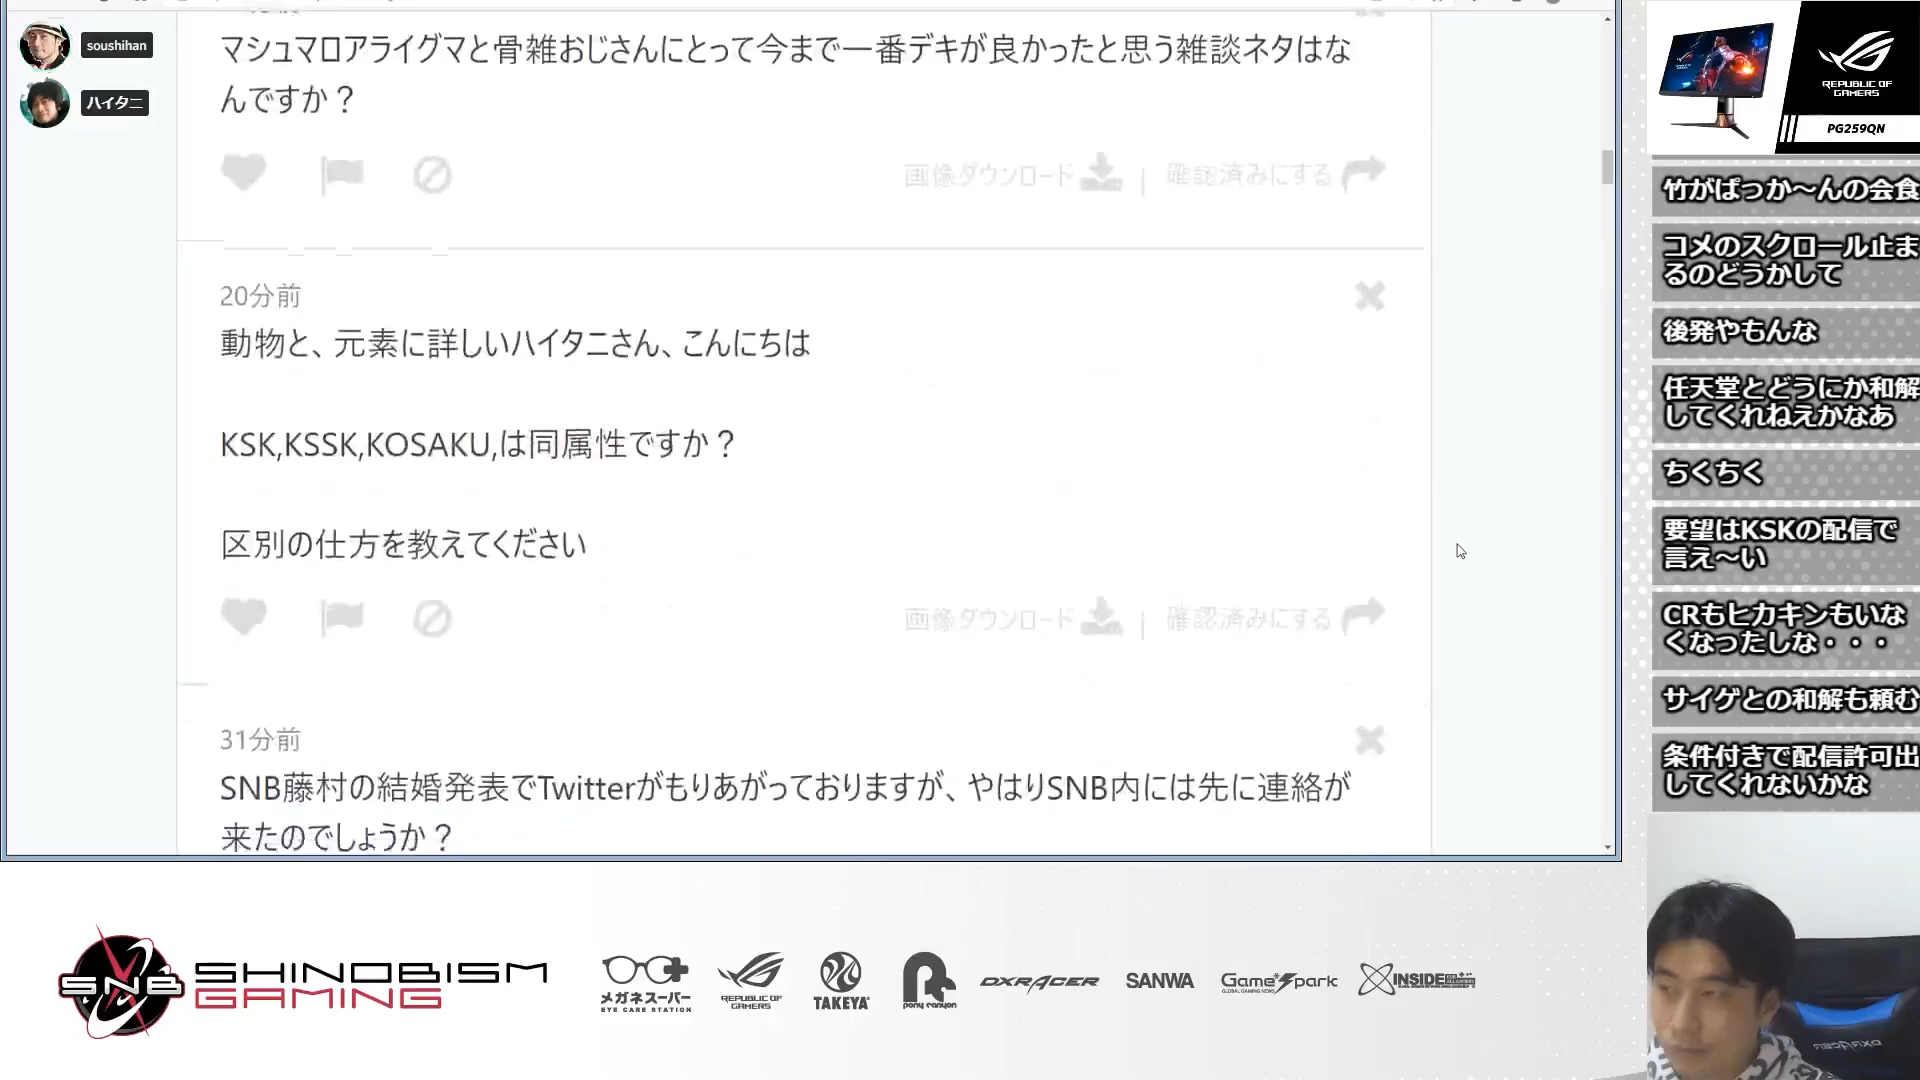 soushihan
ハイタニ
マシュマロアライグマと骨雑おじさんにとって今まで一番デキが良かったと思う雑談ネタはな
んですか？
画像ダウンロード | 確認済みにする
20分前
動物と、元素に詳しいハイタニさん、こんにちは
KSK,KSSK,KOSAKU,は同属性ですか？
区別の仕方を教えてください
画像ダウンロード | 確認済みにする
31分前
SNB藤村の結婚発表でTwitterがもりあがっておりますが、やはりSNB内には先に連絡が
来たのでしょうか？
REPUBLIC OF
GAMERS
PG259QN
竹がぱっか～んの会食
コメのスクロール止ま
るのどうかして
後発やもんな
任天堂とどうにか和解
してくれねえかなあ
ちくちく
要望はKSKの配信で
言え～い
CRもヒカキンもいな
くなったしな・・・
サイゲとの和解も頼む
条件付きで配信許可出
してくれないかな
SNB
SHINOBISM
GAMING
メガネスーパー
EYE CARE STATION
REPUBLIC OF
GAMERS
TAKEYA
pony canyon
DXRACER
SANWA
Game*Spark
GLOBAL GAMING NEWS
INSIDE
DXRACER